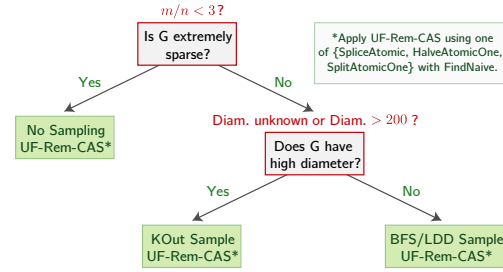 m/n < 3 ?
Is G extremely
sparse?
*Apply UF-Rem-CAS using one
of {SpliceAtomic, HalveAtomicOne,
SplitAtomicOne} with FindNaive.
Yes
No
No Sampling
UF-Rem-CAS*
Diam. unknown or Diam. > 200 ?
Does G have
high diameter?
Yes
No
KOut Sample
UF-Rem-CAS*
BFS/LDD Sample
UF-Rem-CAS*